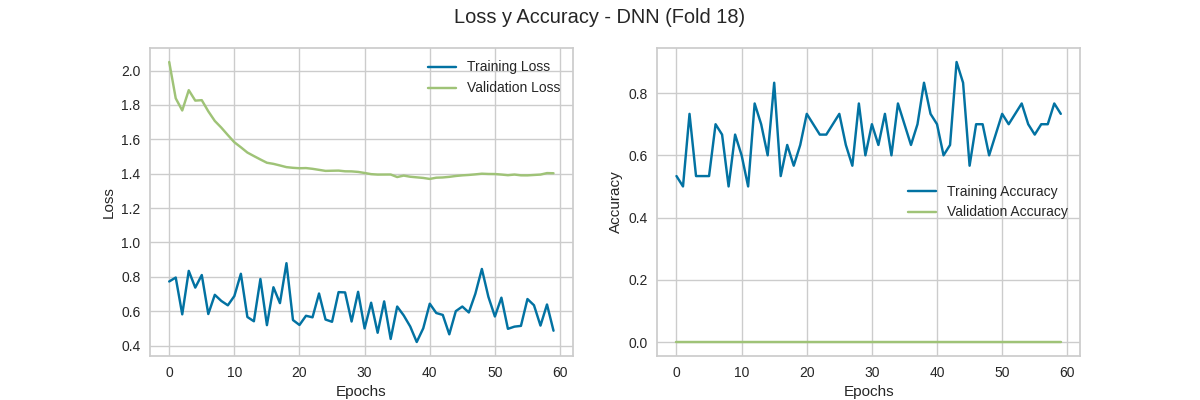 Loss y Accuracy - DNN (Fold 18)
2.0
1.8
1.6
1.4
1.2
1.0
0.8
0.6
0.4
Loss
0 10 20 30 40 50 60
Epochs
Training Loss
Validation Loss
0.8
0.6
0.4
0.2
0.0
Accuracy
0 10 20 30 40 50 60
Epochs
Training Accuracy
Validation Accuracy